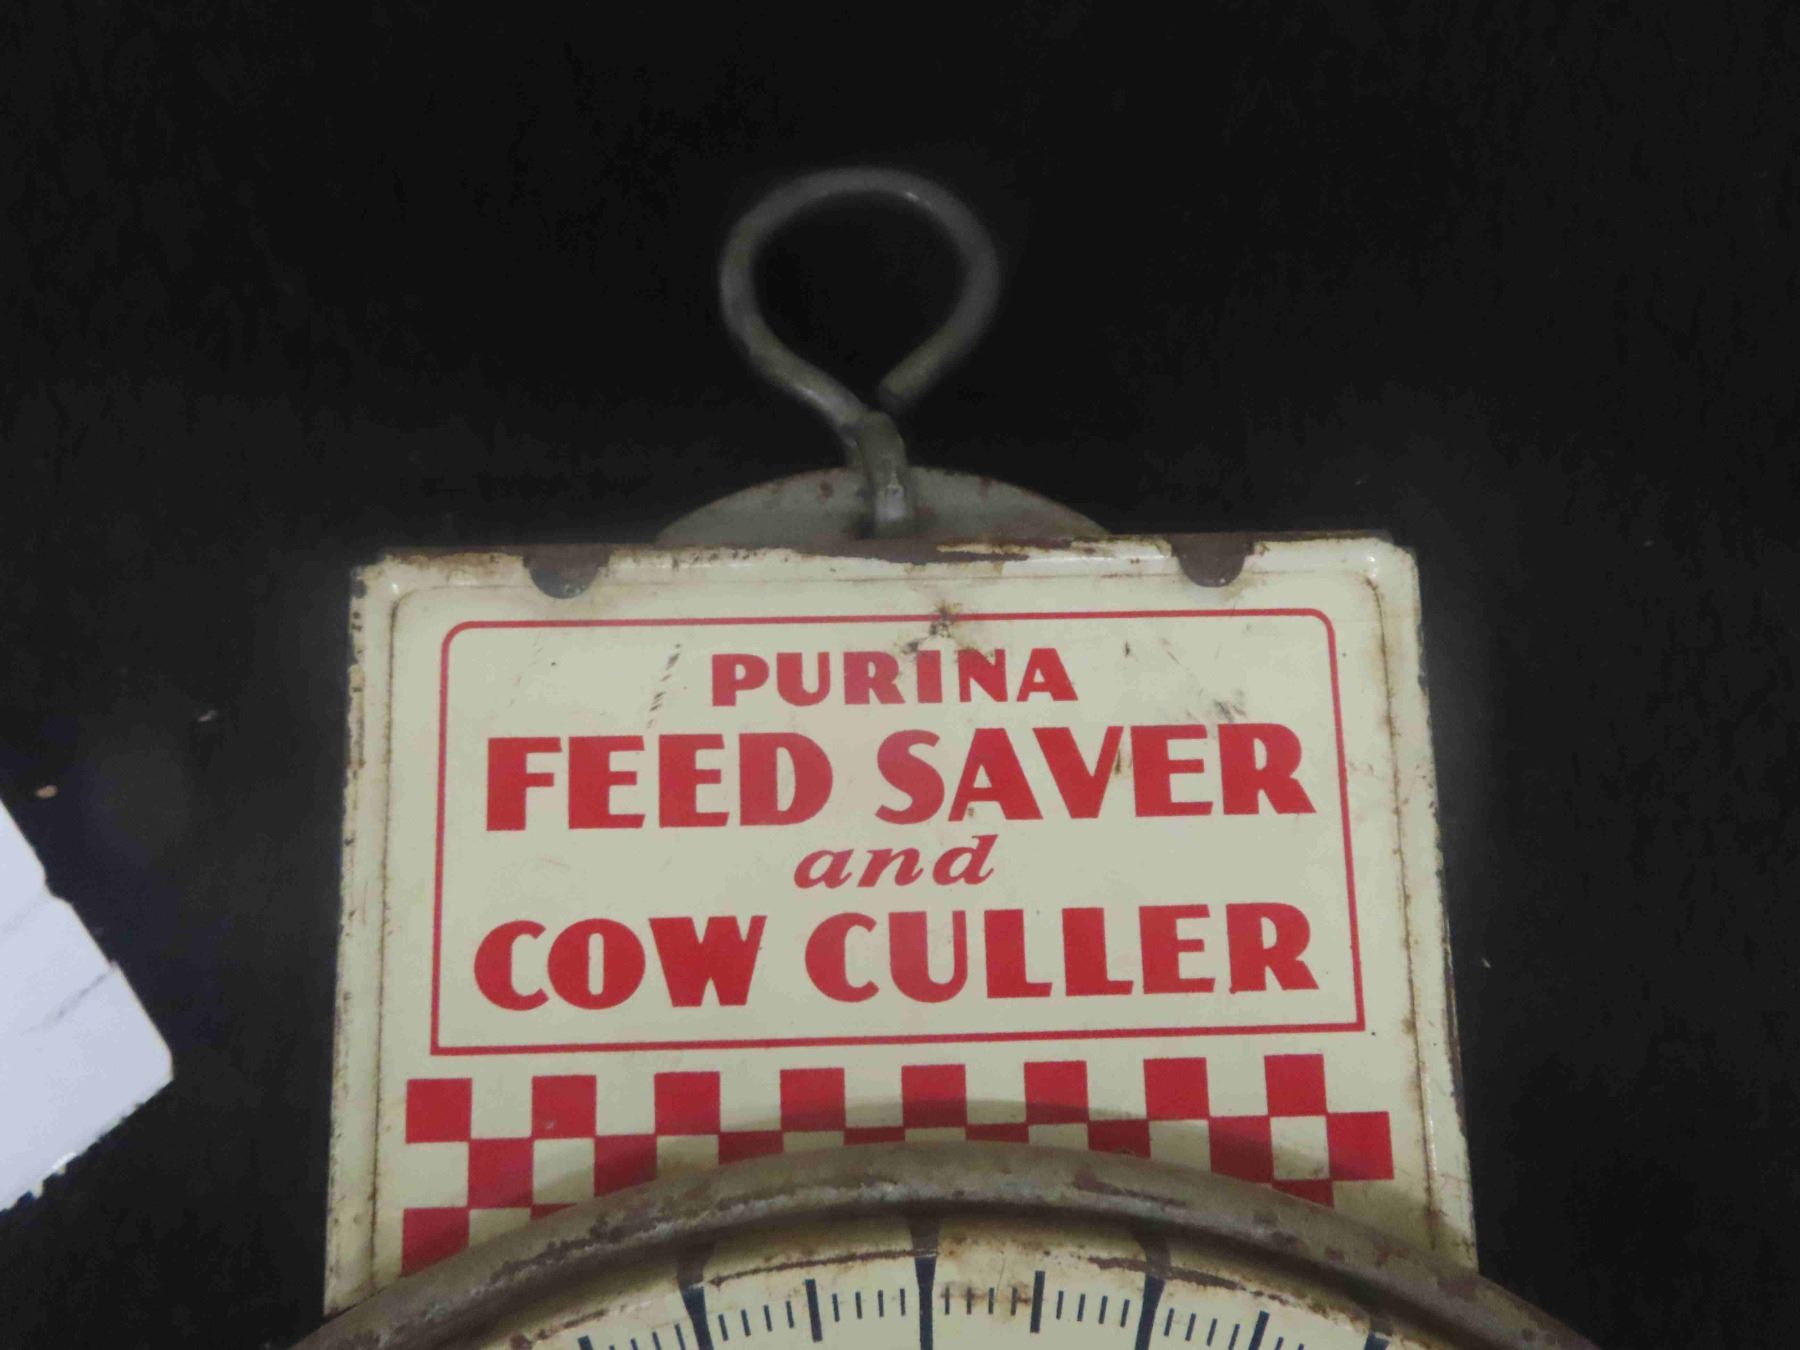 PURINA
FEED SAVER
and
COW CULLER